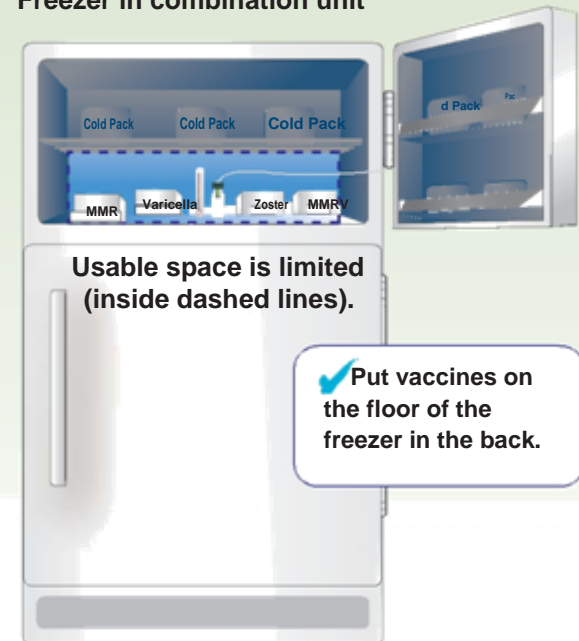 Freezer in combination unit
Cold Pack Cold Pack Cold Pack
d Pack Pac
MMR Varicella Zoster MMRV
Usable space is limited
(inside dashed lines).
Put vaccines on
the floor of the
freezer in the back.